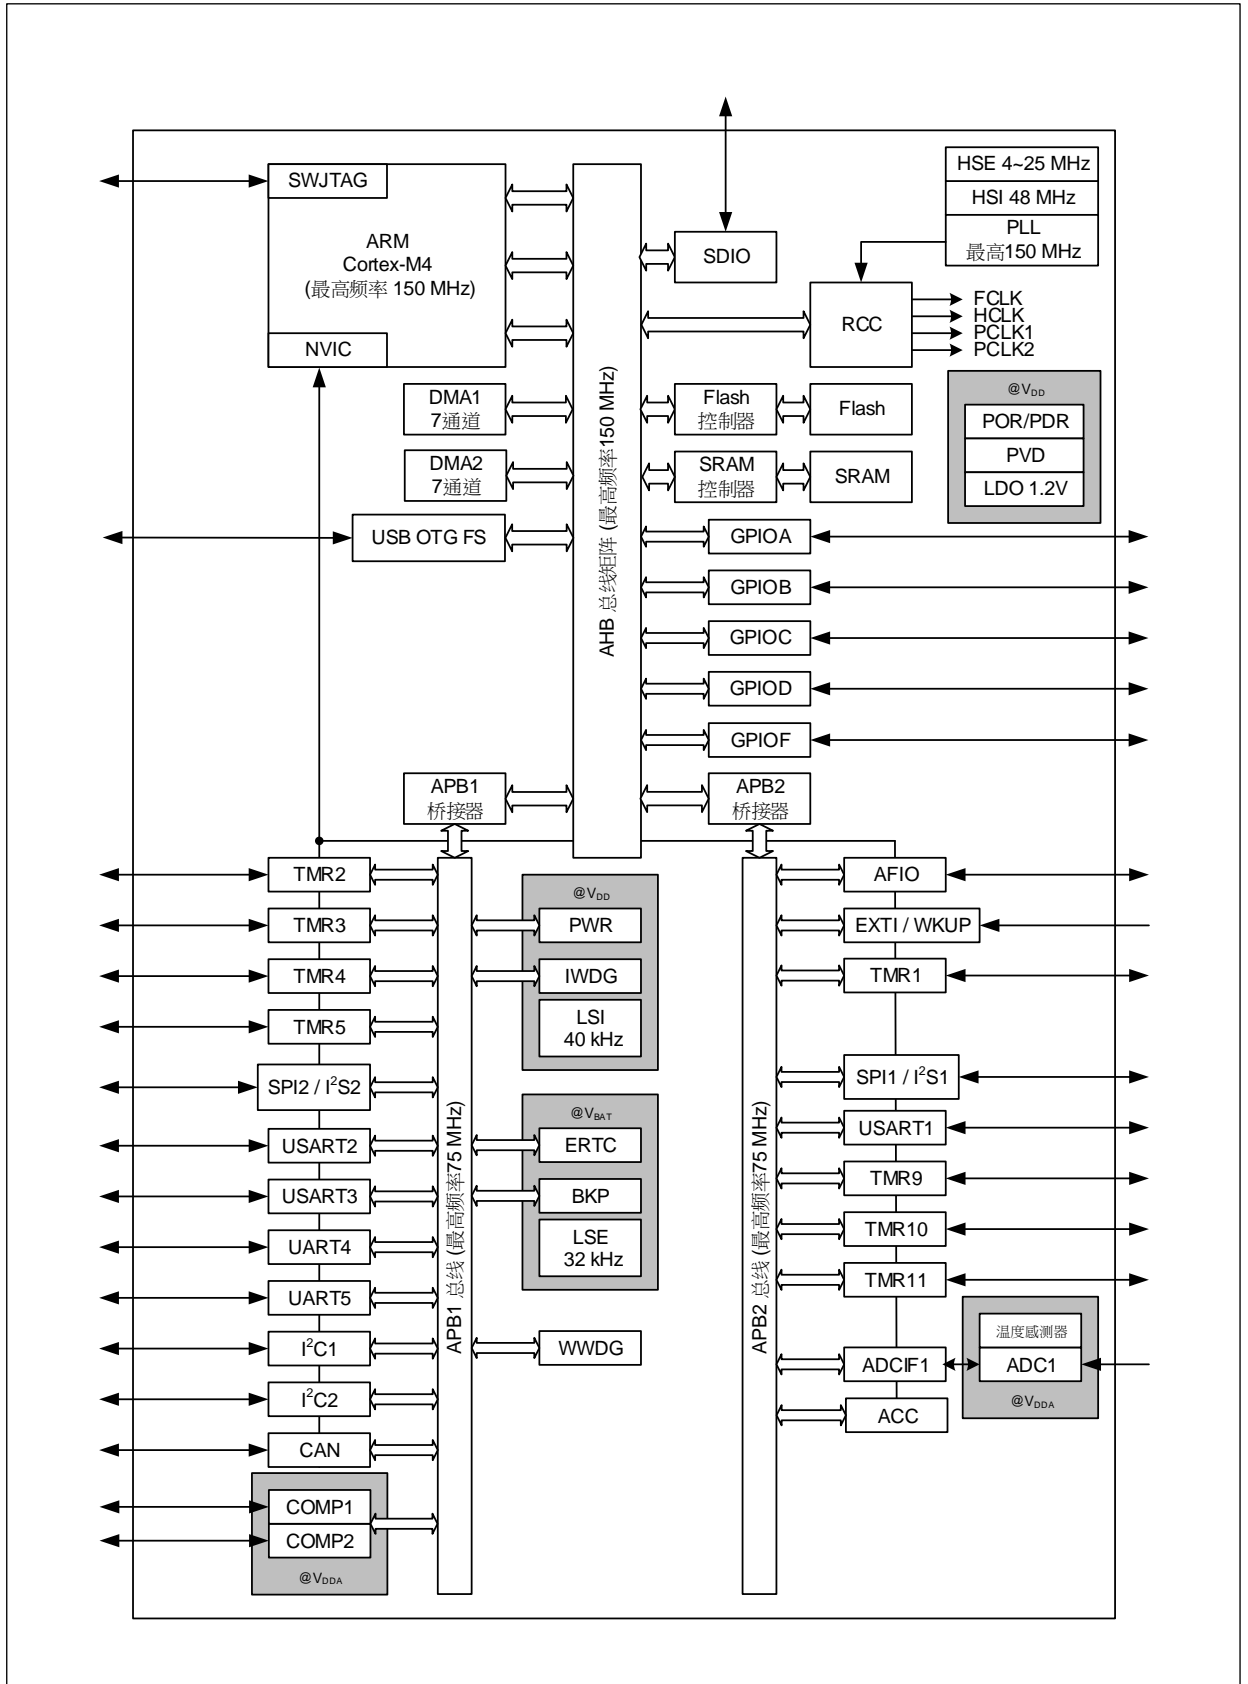 SWJTAG
ARM
Cortex-M4
(最高频率 150 MHz)
NVIC
HSE 4~25 MHz
HSI 48 MHz
PLL
最高150 MHz
SDIO
RCC
FCLK
HCLK
PCLK1
PCLK2
DMA1
7通道
DMA2
7通道
USB OTG FS
AHB 总线矩阵 (最高频率150 MHz)
Flash
控制器
Flash
SRAM
控制器
SRAM
@VDD
POR/PDR
PVD
LDO 1.2V
GPIOA
GPIOB
GPIOC
GPIOD
GPIOF
APB1
桥接器
APB2
桥接器
TMR2
TMR3
TMR4
TMR5
SPI2 / I²S2
USART2
USART3
UART4
UART5
I²C1
I²C2
CAN
COMP1
COMP2
@VDDA
APB1 总线 (最高频率75 MHz)
@VDD
PWR
IWDG
LSI
40 kHz
@VBAT
ERTC
BKP
LSE
32 kHz
WWDG
APB2 总线 (最高频率75 MHz)
AFIO
EXTI / WKUP
TMR1
SPI1 / I²S1
USART1
TMR9
TMR10
TMR11
ADCIF1
ACC
温度感测器
ADC1
@VDDA